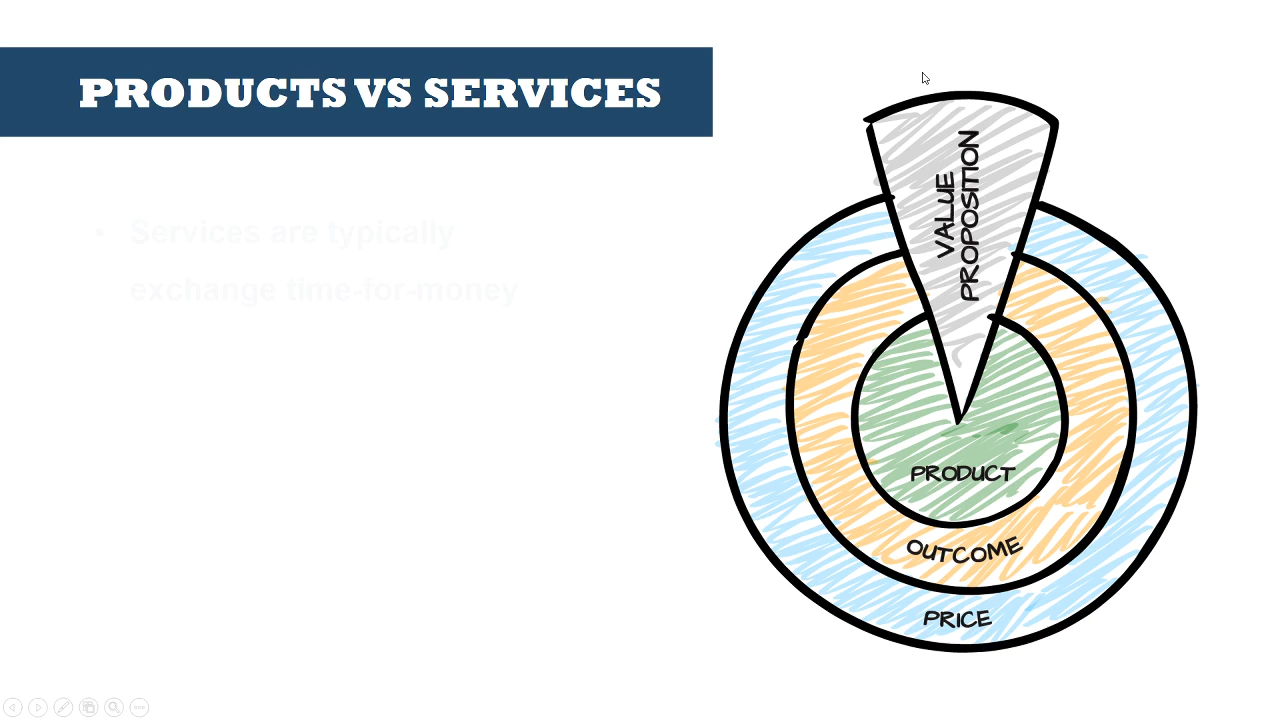 PRODUCTS VS SERVICES
• Services are typically
exchange time-for-money
VALUE
PROPOSITION
PRODUCT
OUTCOME
PRICE